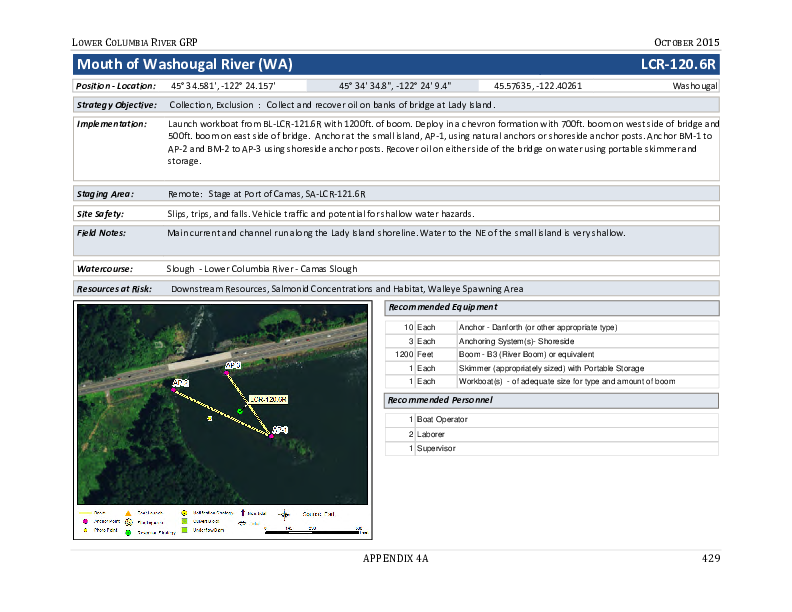 LOWER COLUMBIA RIVER GRP
OCTOBER 2015
Mouth of Washougal River (WA)
LCR-120.6R
Position - Location: 45° 34.581', -122° 24.157' 45° 34' 34.8", -122° 24' 9.4" 45.57635, -122.40261 Washougal
Strategy Objective: Collection, Exclusion : Collect and recover oil on banks of bridge at Lady Island.
Implementation: Launch workboat from BL-LCR-121.6R with 1200ft. of boom. Deploy in a chevron formation with 700ft. boom on west side of bridge and
500ft. boom on east side of bridge. Anchor at the small island, AP-1, using natural anchors or shoreside anchor posts. Anchor BM-1 to
AP-2 and BM-2 to AP-3 using shoreside anchor posts. Recover oil on either side of the bridge on water using portable skimmer and
storage.
Staging Area: Remote: Stage at Port of Camas, SA-LCR-121.6R
Site Safety: Slips, trips, and falls. Vehicle traffic and potential for shallow water hazards.
Field Notes: Main current and channel run along the Lady Island shoreline. Water to the NE of the small island is very shallow.
Watercourse: Slough - Lower Columbia River - Camas Slough
Resources at Risk: Downstream Resources, Salmonid Concentrations and Habitat, Walleye Spawning Area
LCR-120.6R
Recommended Equipment
10 Each Anchor - Danforth (or other appropriate type)
3 Each Anchoring System(s)- Shoreside
1200 Feet Boom - B3 (River Boom) or equivalent
1 Each Skimmer (appropriately sized) with Portable Storage
1 Each Workboat(s) - of adequate size for type and amount of boom
Recommended Personnel
1 Boat Operator
2 Laborer
1 Supervisor
APPENDIX 4A
429